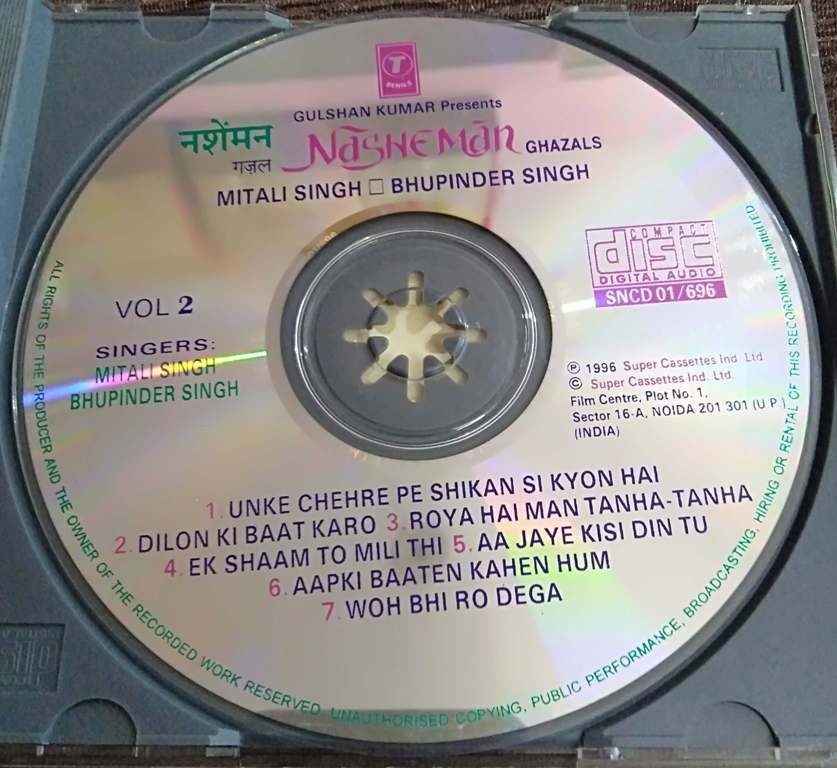 T
SERIES
GULSHAN KUMAR Presents
नशेंमन NASHEMAN GHAZALS
गज़ल
MITALI SINGH □ BHUPINDER SINGH
COMPACT
disc
DIGITAL AUDIO
SNCD 01/696
VOL 2
SINGERS:
MITALI SINGH
BHUPINDER SINGH
℗ 1996 Super Cassettes Ind Ltd
© Super Cassettes Ind. Ltd.
Film Centre, Plot No. 1,
Sector 16-A, NOIDA 201 301 (U P )
(INDIA)
1. UNKE CHEHRE PE SHIKAN SI KYON HAI
2. DILON KI BAAT KARO 3. ROYA HAI MAN TANHA-TANHA
4. EK SHAAM TO MILI THI 5. AA JAYE KISI DIN TU
6. AAPKI BAATEN KAHEN HUM
7. WOH BHI RO DEGA
ALL RIGHTS OF THE PRODUCER AND THE OWNER OF THE RECORDED WORK RESERVED. UNAUTHORISED COPYING, PUBLIC PERFORMANCE, BROADCASTING, HIRING OR RENTAL OF THIS RECORDING PROHIBITED